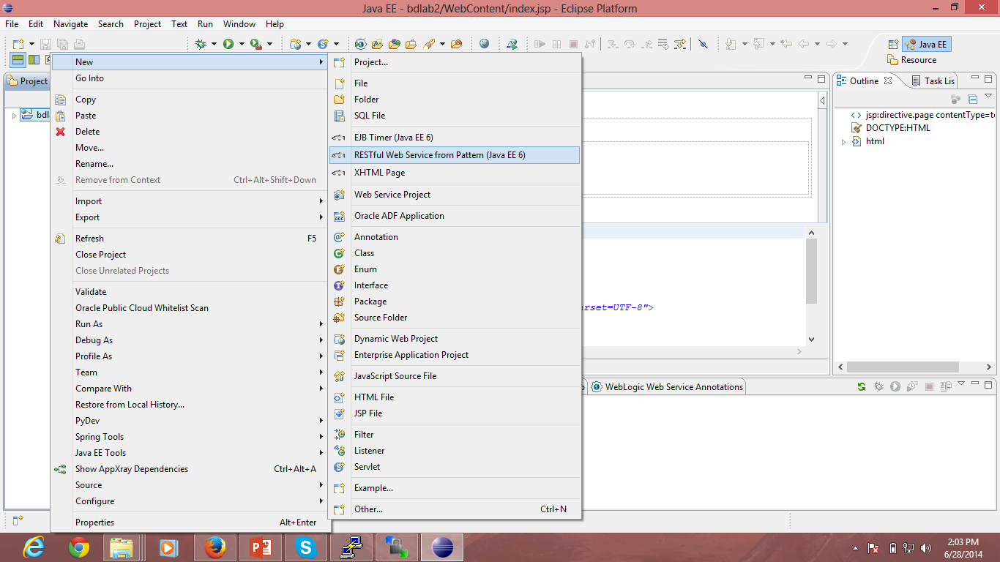 Java EE - bdlab2/WebContent/index.jsp - Eclipse Platform
File Edit Navigate Search Project Text Run Window Help
Java EE
Resource
Project
bdla
New
Go Into
Copy
Paste
Delete
Move...
Rename...
Remove from Context Ctrl+Alt+Shift+Down
Import
Export
Refresh F5
Close Project
Close Unrelated Projects
Validate
Oracle Public Cloud Whitelist Scan
Run As
Debug As
Profile As
Team
Compare With
Restore from Local History...
PyDev
Spring Tools
Java EE Tools
Show AppXray Dependencies Ctrl+Alt+A
Source
Configure
Properties Alt+Enter
Project...
File
Folder
SQL File
EJB Timer (Java EE 6)
RESTful Web Service from Pattern (Java EE 6)
XHTML Page
Web Service Project
Oracle ADF Application
Annotation
Class
Enum
Interface
Package
Source Folder
Dynamic Web Project
Enterprise Application Project
JavaScript Source File
HTML File
JSP File
Filter
Listener
Servlet
Example...
Other... Ctrl+N
arset=UTF-8">
WebLogic Web Service Annotations
Outline Task Lis
jsp:directive.page contentType=te
DOCTYPE:HTML
html
2:03 PM
6/28/2014